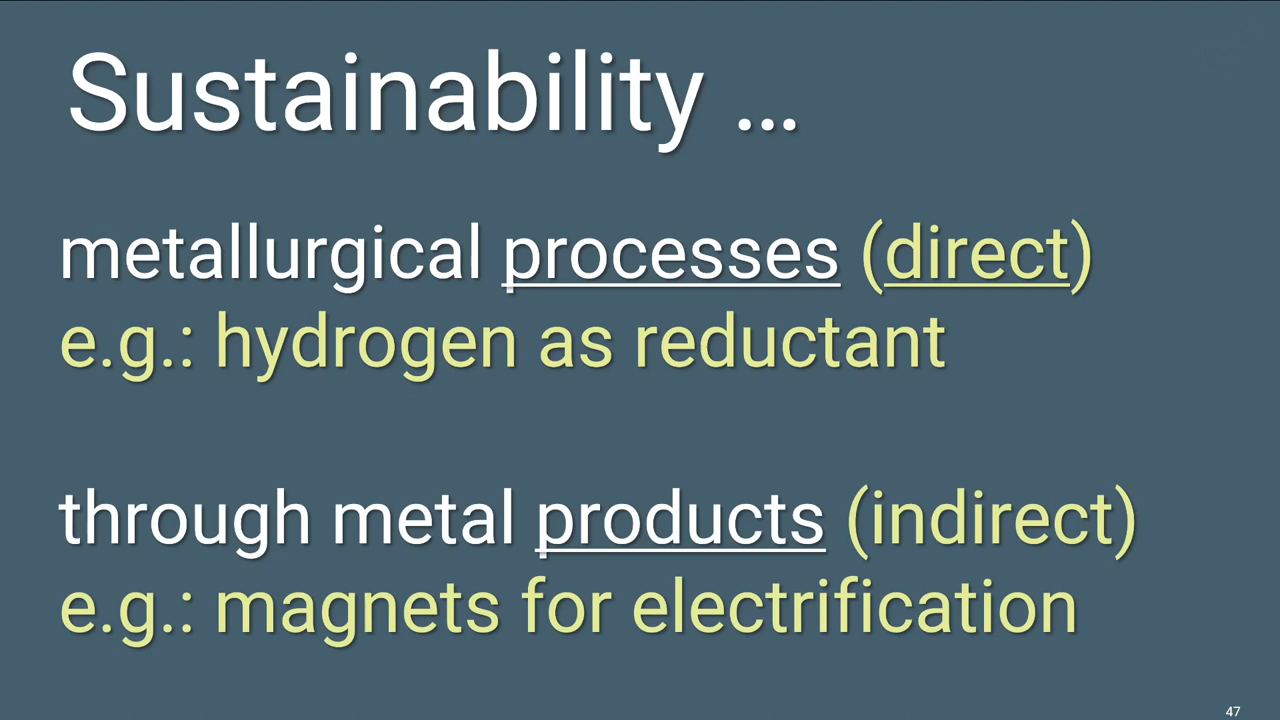 Sustainability ...
metallurgical processes (direct)
e.g.: hydrogen as reductant
through metal products (indirect)
e.g.: magnets for electrification
47